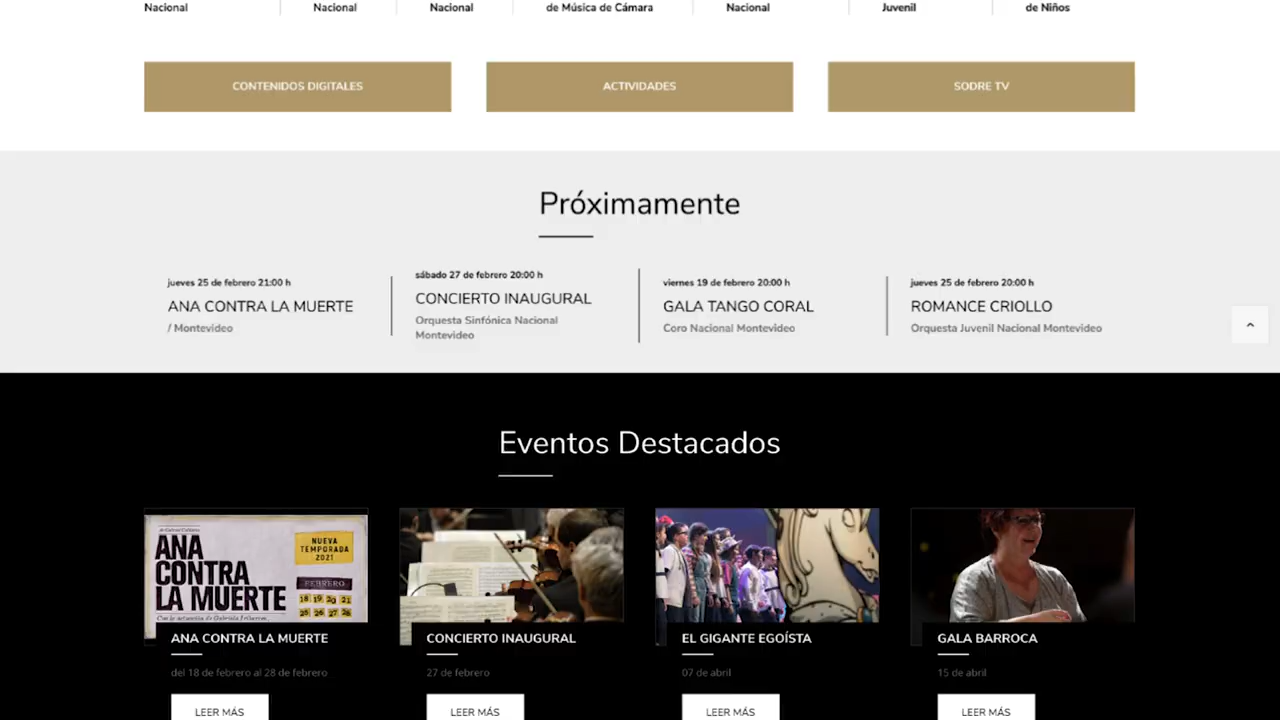 Nacional
Nacional
Nacional
de Música de Cámara
Nacional
Juvenil
de Niños
CONTENIDOS DIGITALES
ACTIVIDADES
SODRE TV
Próximamente
jueves 25 de febrero 21:00 h
ANA CONTRA LA MUERTE
/ Montevideo
sábado 27 de febrero 20:00 h
CONCIERTO INAUGURAL
Orquesta Sinfónica Nacional
Montevideo
viernes 19 de febrero 20:00 h
GALA TANGO CORAL
Coro Nacional Montevideo
jueves 25 de febrero 20:00 h
ROMANCE CRIOLLO
Orquesta Juvenil Nacional Montevideo
Eventos Destacados
ANA
CONTRA
LA MUERTE
NUEVA
TEMPORADA
2021
FEBRERO
18 19 20 21
25 26 27 28
ANA CONTRA LA MUERTE
del 18 de febrero al 28 de febrero
LEER MÁS
CONCIERTO INAUGURAL
27 de febrero
LEER MÁS
EL GIGANTE EGOÍSTA
07 de abril
LEER MÁS
GALA BARROCA
15 de abril
LEER MÁS